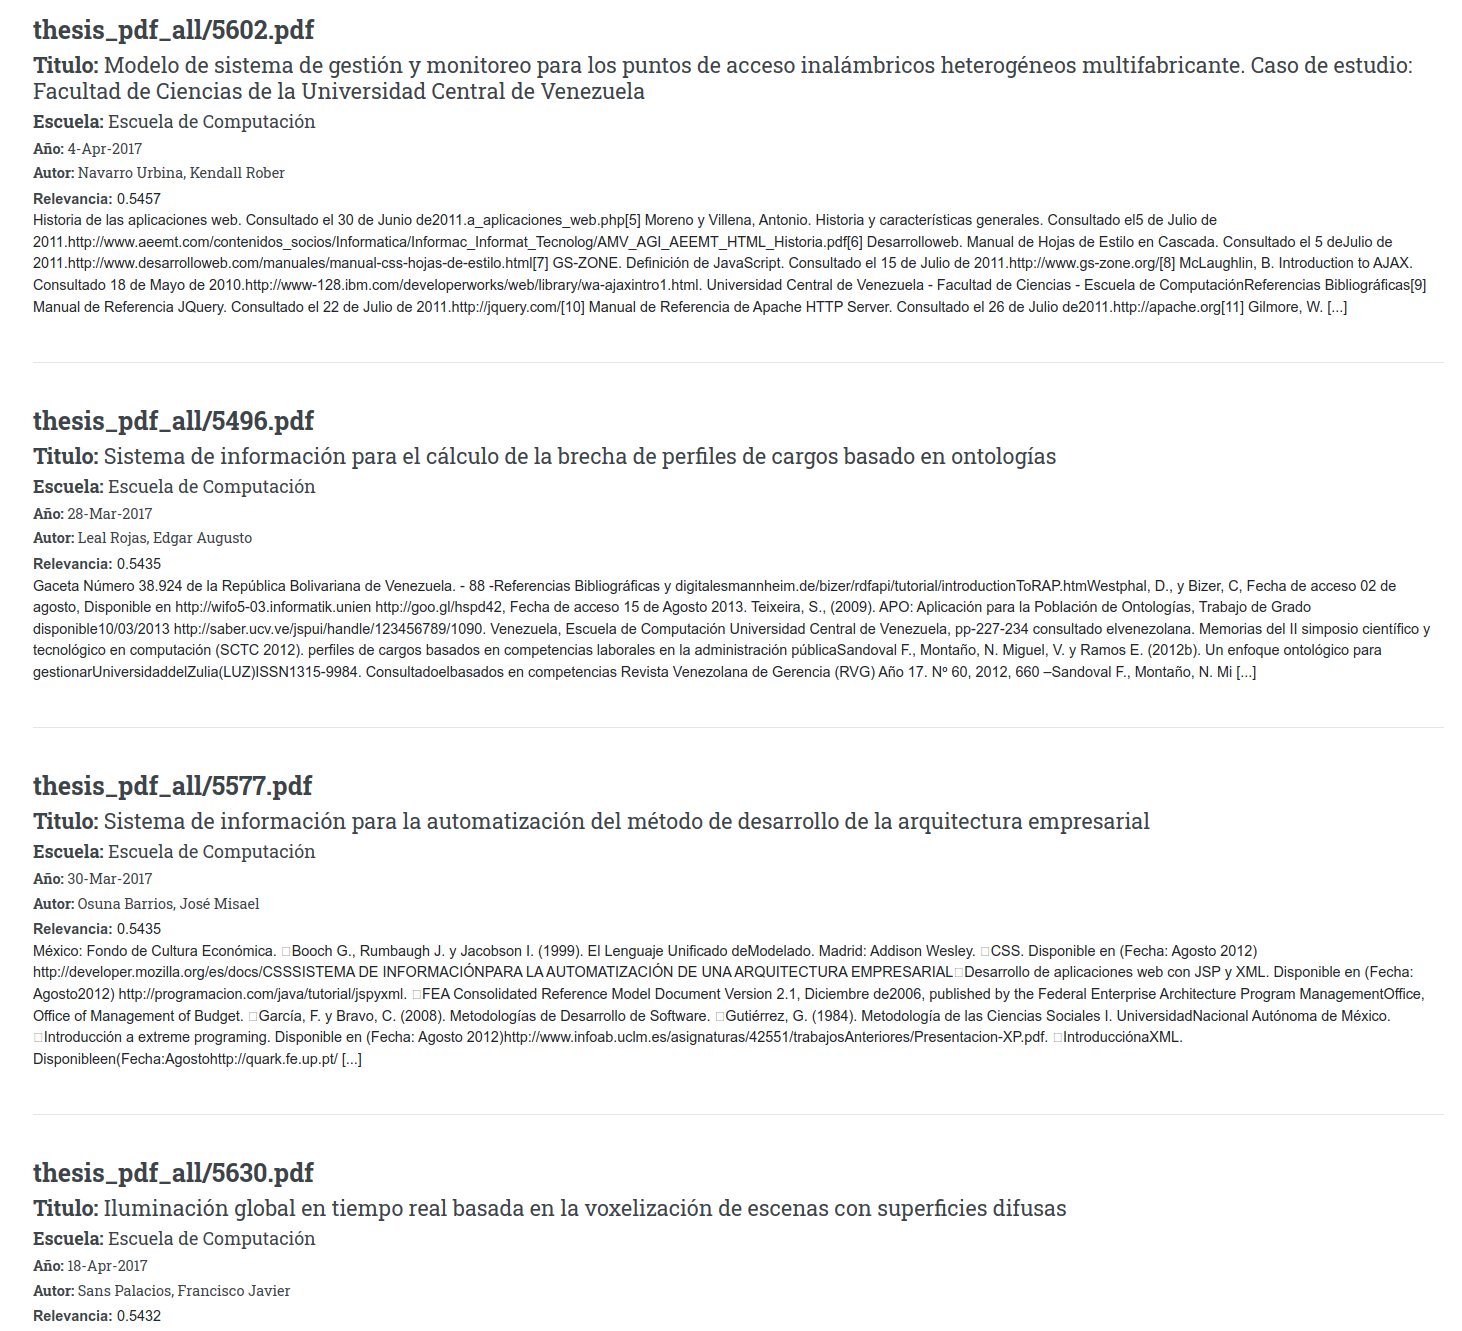 thesis_pdf_all/5602.pdf
Titulo: Modelo de sistema de gestión y monitoreo para los puntos de acceso inalámbricos heterogéneos multifabricante. Caso de estudio:
Facultad de Ciencias de la Universidad Central de Venezuela
Escuela: Escuela de Computación
Año: 4-Apr-2017
Autor: Navarro Urbina, Kendall Rober
Relevancia: 0.5457
Historia de las aplicaciones web. Consultado el 30 de Junio de2011.a_aplicaciones_web.php[5] Moreno y Villena, Antonio. Historia y características generales. Consultado el5 de Julio de
2011.http://www.aeemt.com/contenidos_socios/Informatica/Informac_Informat_Tecnolog/AMV_AGI_AEEMT_HTML_Historia.pdf[6] Desarrolloweb. Manual de Hojas de Estilo en Cascada. Consultado el 5 deJulio de
2011.http://www.desarrolloweb.com/manuales/manual-css-hojas-de-estilo.html[7] GS-ZONE. Definición de JavaScript. Consultado el 15 de Julio de 2011.http://www.gs-zone.org/[8] McLaughlin, B. Introduction to AJAX.
Consultado 18 de Mayo de 2010.http://www-128.ibm.com/developerworks/web/library/wa-ajaxintro1.html. Universidad Central de Venezuela - Facultad de Ciencias - Escuela de ComputaciónReferencias Bibliográficas[9]
Manual de Referencia JQuery. Consultado el 22 de Julio de 2011.http://jquery.com/[10] Manual de Referencia de Apache HTTP Server. Consultado el 26 de Julio de2011.http://apache.org[11] Gilmore, W. [...]
thesis_pdf_all/5496.pdf
Titulo: Sistema de información para el cálculo de la brecha de perfiles de cargos basado en ontologías
Escuela: Escuela de Computación
Año: 28-Mar-2017
Autor: Leal Rojas, Edgar Augusto
Relevancia: 0.5435
Gaceta Número 38.924 de la República Bolivariana de Venezuela. - 88 -Referencias Bibliográficas y digitalesmannheim.de/bizer/rdfapi/tutorial/introductionToRAP.htmWestphal, D., y Bizer, C, Fecha de acceso 02 de
agosto, Disponible en http://wifo5-03.informatik.unien http://goo.gl/hspd42, Fecha de acceso 15 de Agosto 2013. Teixeira, S., (2009). APO: Aplicación para la Población de Ontologías, Trabajo de Grado
disponible10/03/2013 http://saber.ucv.ve/jspui/handle/123456789/1090. Venezuela, Escuela de Computación Universidad Central de Venezuela, pp-227-234 consultado elvenezolana. Memorias del II simposio científico y
tecnológico en computación (SCTC 2012). perfiles de cargos basados en competencias laborales en la administración públicaSandoval F., Montaño, N. Miguel, V. y Ramos E. (2012b). Un enfoque ontológico para
gestionarUniversidaddelZulia(LUZ)ISSN1315-9984. Consultadoelbasados en competencias Revista Venezolana de Gerencia (RVG) Año 17. Nº 60, 2012, 660 –Sandoval F., Montaño, N. Mi [...]
thesis_pdf_all/5577.pdf
Titulo: Sistema de información para la automatización del método de desarrollo de la arquitectura empresarial
Escuela: Escuela de Computación
Año: 30-Mar-2017
Autor: Osuna Barrios, José Misael
Relevancia: 0.5435
México: Fondo de Cultura Económica. □Booch G., Rumbaugh J. y Jacobson I. (1999). El Lenguaje Unificado deModelado. Madrid: Addison Wesley. □CSS. Disponible en (Fecha: Agosto 2012)
http://developer.mozilla.org/es/docs/CSSSISTEMA DE INFORMACIÓNPARA LA AUTOMATIZACIÓN DE UNA ARQUITECTURA EMPRESARIAL□Desarrollo de aplicaciones web con JSP y XML. Disponible en (Fecha:
Agosto2012) http://programacion.com/java/tutorial/jspyxml. □FEA Consolidated Reference Model Document Version 2.1, Diciembre de2006, published by the Federal Enterprise Architecture Program ManagementOffice,
Office of Management of Budget. □García, F. y Bravo, C. (2008). Metodologías de Desarrollo de Software. □Gutiérrez, G. (1984). Metodología de las Ciencias Sociales I. UniversidadNacional Autónoma de México.
□Introducción a extreme programing. Disponible en (Fecha: Agosto 2012)http://www.infoab.uclm.es/asignaturas/42551/trabajosAnteriores/Presentacion-XP.pdf. □IntroducciónaXML.
Disponibleen(Fecha:Agostohttp://quark.fe.up.pt/ [...]
thesis_pdf_all/5630.pdf
Titulo: Iluminación global en tiempo real basada en la voxelización de escenas con superficies difusas
Escuela: Escuela de Computación
Año: 18-Apr-2017
Autor: Sans Palacios, Francisco Javier
Relevancia: 0.5432